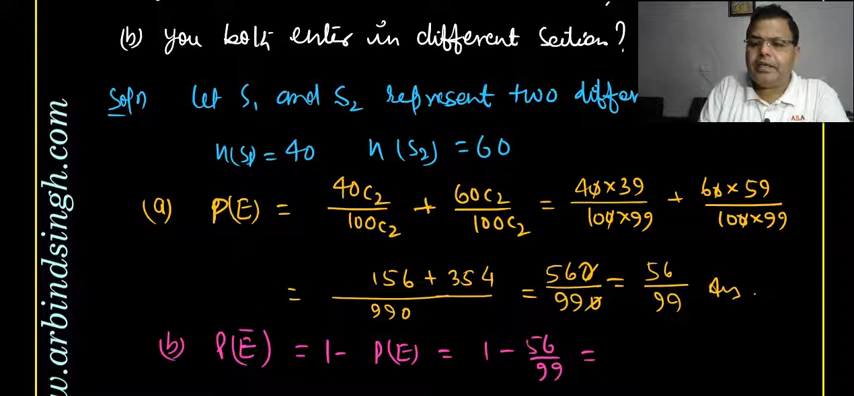 (b) you both enter in different section?
Soln Let S₁ and S₂ represent two differ
n(S₁) = 40 n(S₂) = 60
(a) P(E) = 40C₂/100C₂ + 60C₂/100C₂ = 40×39/100×99 + 60×59/100×99
= 156 + 354/990 = 560/990 = 56/99 Ans.
(b) P(Ē) = 1 - P(E) = 1 - 56/99 =
www.arbindsingh.com
ASA